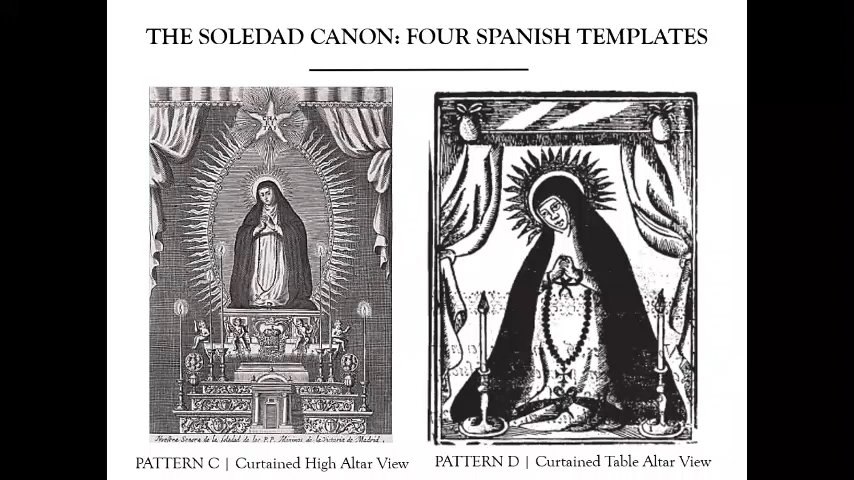 THE SOLEDAD CANON: FOUR SPANISH TEMPLATES
Nuestra Senora de la Soledad de los P.P. Minimos de la Victoria de Madrid.
PATTERN C | Curtained High Altar View
PATTERN D | Curtained Table Altar View